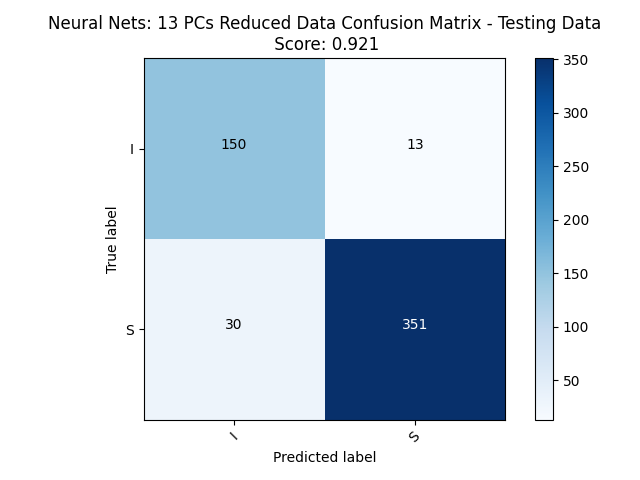 Neural Nets: 13 PCs Reduced Data Confusion Matrix - Testing Data
Score: 0.921
True label
I
S
150
13
30
351
I
S
Predicted label
350
300
250
200
150
100
50